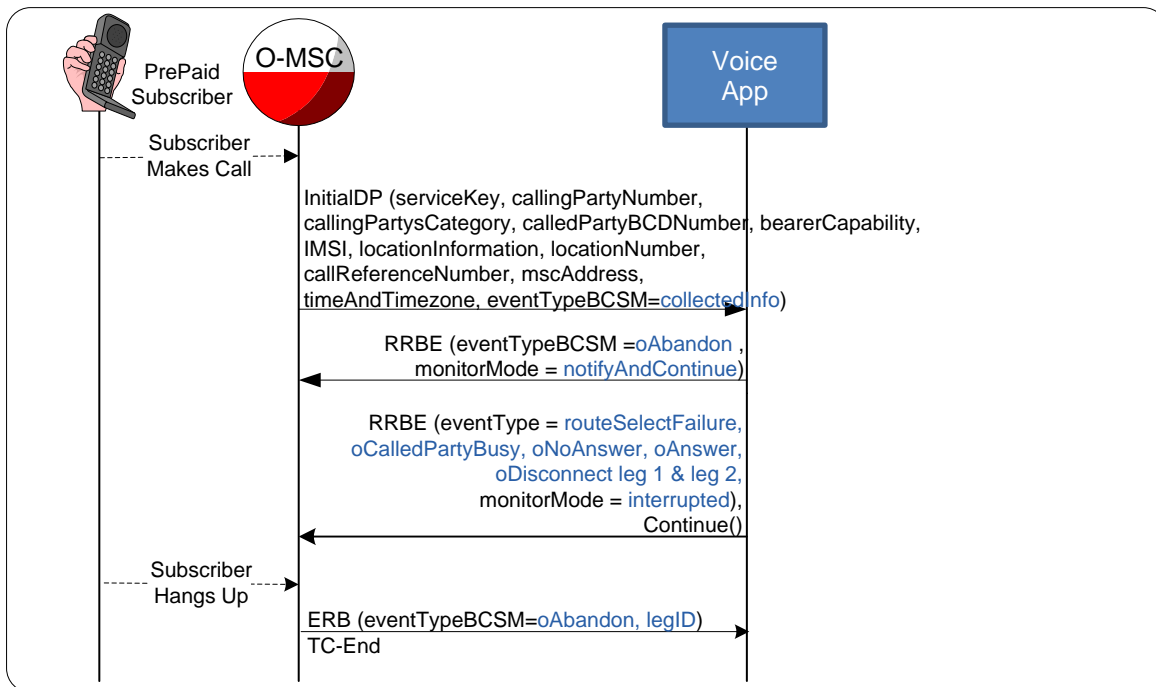 O-MSC
Voice
App
PrePaid
Subscriber
Subscriber
Makes Call
InitialDP (serviceKey, callingPartyNumber,
callingPartysCategory, calledPartyBCDNumber, bearerCapability,
IMSI, locationInformation, locationNumber,
callReferenceNumber, mscAddress,
timeAndTimezone, eventTypeBCSM=collectedInfo)
RRBE (eventTypeBCSM =oAbandon ,
monitorMode = notifyAndContinue)
RRBE (eventType = routeSelectFailure,
oCalledPartyBusy, oNoAnswer, oAnswer,
oDisconnect leg 1 & leg 2,
monitorMode = interrupted),
Continue()
Subscriber
Hangs Up
ERB (eventTypeBCSM=oAbandon, legID)
TC-End